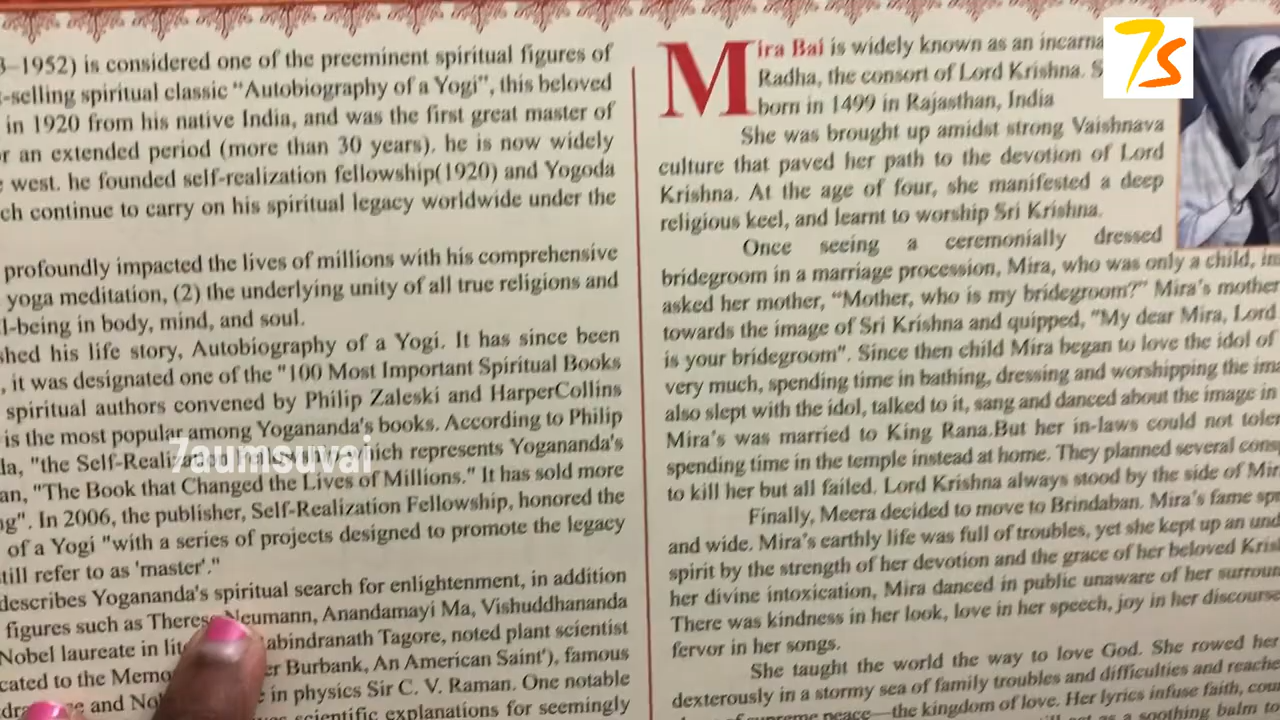 3–1952) is considered one of the preeminent spiritual figures of
-selling spiritual classic "Autobiography of a Yogi", this beloved
in 1920 from his native India, and was the first great master of
r an extended period (more than 30 years). he is now widely
west. he founded self-realization fellowship(1920) and Yogoda
ch continue to carry on his spiritual legacy worldwide under the
profoundly impacted the lives of millions with his comprehensive
yoga meditation, (2) the underlying unity of all true religions and
l-being in body, mind, and soul.
shed his life story, Autobiography of a Yogi. It has since been
, it was designated one of the "100 Most Important Spiritual Books
spiritual authors convened by Philip Zaleski and HarperCollins
is the most popular among Yogananda's books. According to Philip
la, "the Self-Realization which represents Yogananda's
an, "The Book that Changed the Lives of Millions." It has sold more
ng". In 2006, the publisher, Self-Realization Fellowship, honored the
of a Yogi "with a series of projects designed to promote the legacy
till refer to as 'master'."
describes Yogananda's spiritual search for enlightenment, in addition
figures such as Therese Neumann, Anandamayi Ma, Vishuddhananda
Nobel laureate in lite abindranath Tagore, noted plant scientist
cated to the Memo er Burbank, An American Saint'), famous
and No in physics Sir C. V. Raman. One notable
scientific explanations for seemingly
Mira Bai is widely known as an incarna
Radha, the consort of Lord Krishna. S
born in 1499 in Rajasthan, India
She was brought up amidst strong Vaishnava
culture that paved her path to the devotion of Lord
Krishna. At the age of four, she manifested a deep
religious keel, and learnt to worship Sri Krishna.
Once seeing a ceremonially dressed
bridegroom in a marriage procession, Mira, who was only a child, in
asked her mother, "Mother, who is my bridegroom?" Mira's mother
towards the image of Sri Krishna and quipped, "My dear Mira, Lord
is your bridegroom". Since then child Mira began to love the idol of
very much, spending time in bathing, dressing and worshipping the ima
also slept with the idol, talked to it, sang and danced about the image in
Mira's was married to King Rana.But her in-laws could not toler
spending time in the temple instead at home. They planned several cons
to kill her but all failed. Lord Krishna always stood by the side of Mir
Finally, Meera decided to move to Brindaban. Mira's fame spr
and wide. Mira's earthly life was full of troubles, yet she kept up an und
spirit by the strength of her devotion and the grace of her beloved Kris
her divine intoxication, Mira danced in public unaware of her surroun
There was kindness in her look, love in her speech, joy in her discourse
fervor in her songs.
She taught the world the way to love God. She rowed her
dexterously in a stormy sea of family troubles and difficulties and reache
of supreme peace—the kingdom of love. Her lyrics infuse faith, cou
as a soothing balm to
7S
7aumsuvai